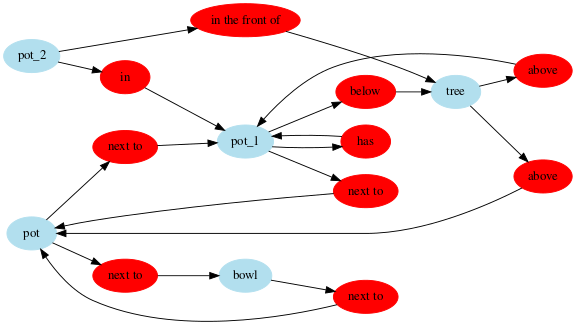 in the front of
pot_2
in
above
below
tree
next to
pot_1
has
next to
above
pot
next to
bowl
next to